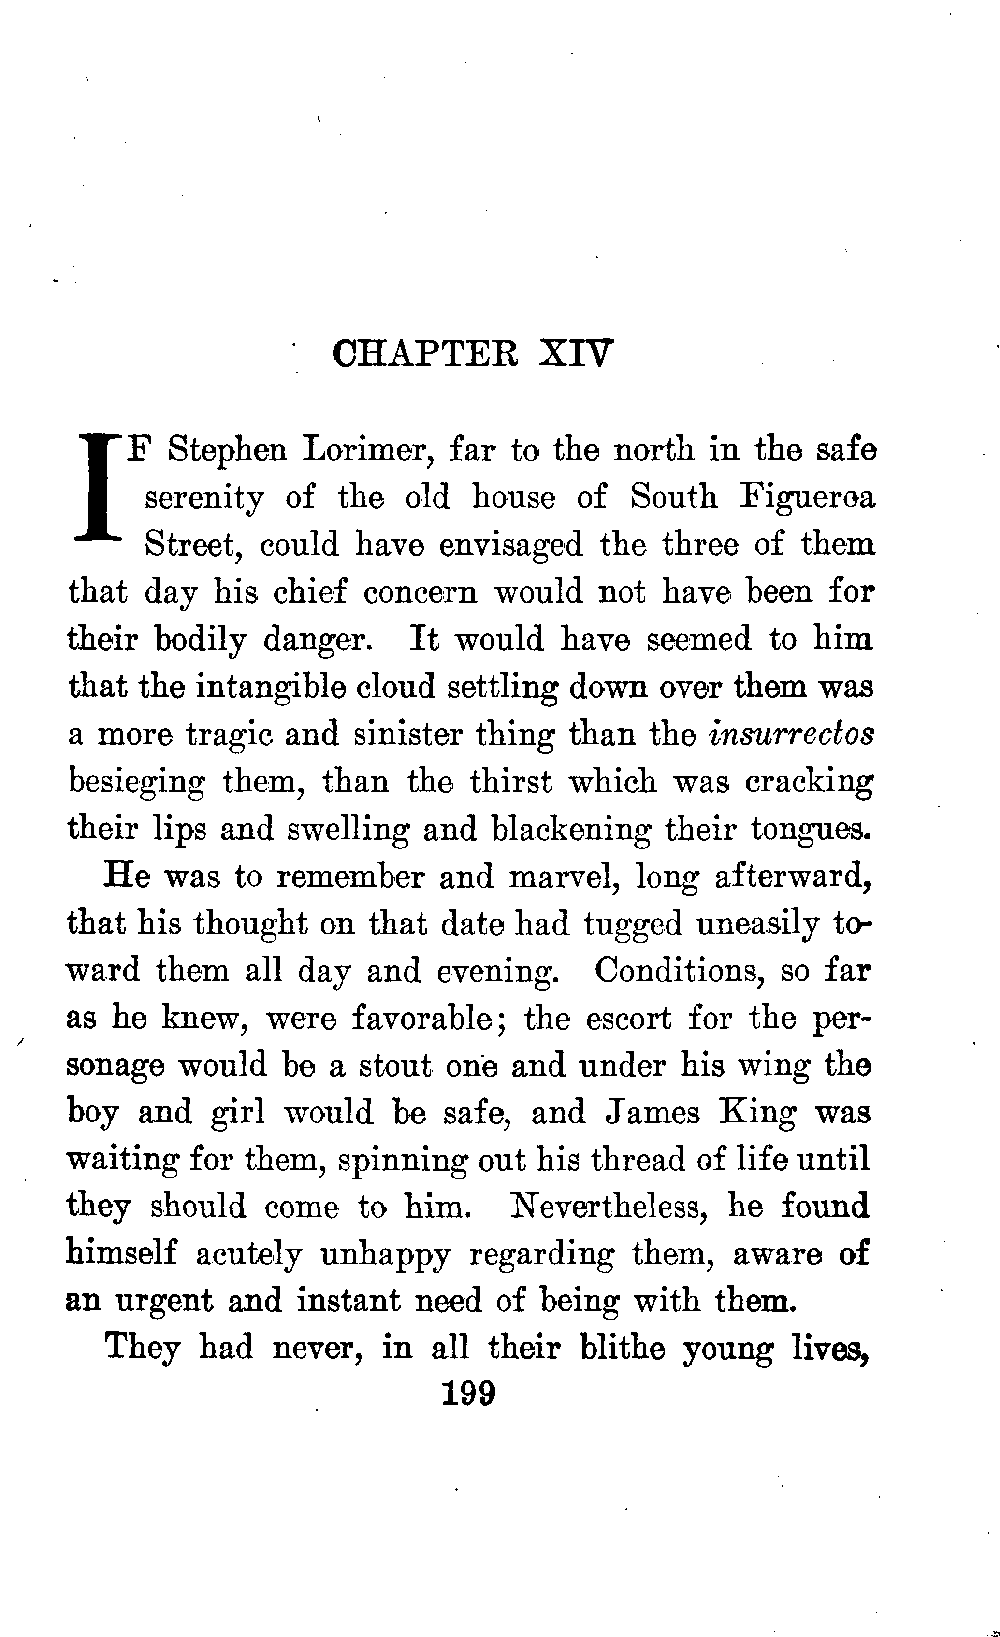 CHAPTER XIV
IF Stephen Lorimer, far to the north in the safe
serenity of the old house of South Figueroa
Street, could have envisaged the three of them
that day his chief concern would not have been for
their bodily danger. It would have seemed to him
that the intangible cloud settling down over them was
a more tragic and sinister thing than the insurrectos
besieging them, than the thirst which was cracking
their lips and swelling and blackening their tongues.
He was to remember and marvel, long afterward,
that his thought on that date had tugged uneasily to-
ward them all day and evening. Conditions, so far
as he knew, were favorable; the escort for the per-
sonage would be a stout one and under his wing the
boy and girl would be safe, and James King was
waiting for them, spinning out his thread of life until
they should come to him. Nevertheless, he found
himself acutely unhappy regarding them, aware of
an urgent and instant need of being with them.
They had never, in all their blithe young lives,
199